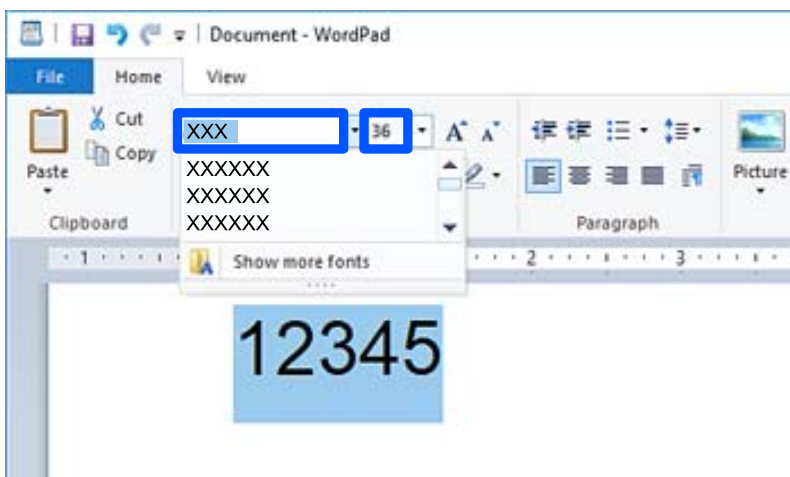 Document - WordPad
File Home View
Cut
XXX 36 A A
Copy
Paste
XXXXXX
XXXXXX
XXXXXX
Picture
Clipboard
Paragraph
Show more fonts
1 2 3
12345